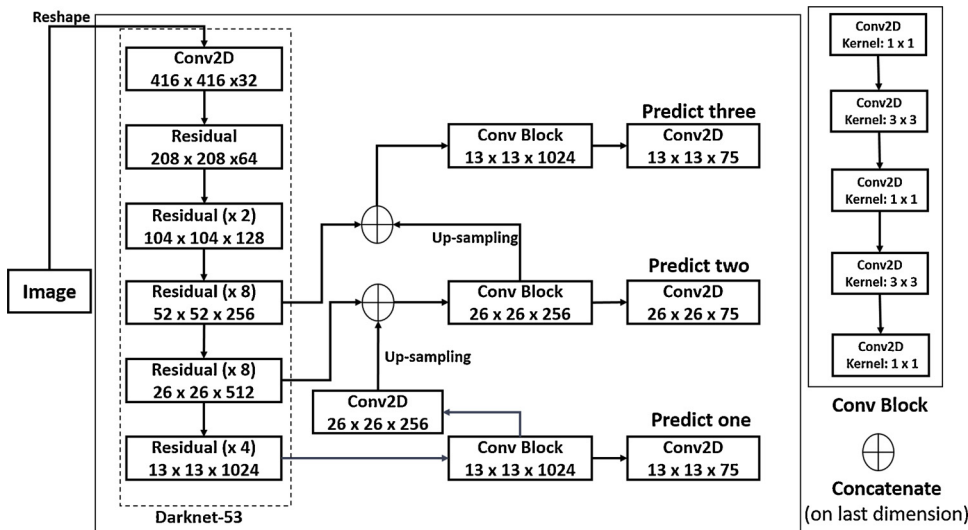 Reshape
Conv2D
416 x 416 x32
Residual
208 x 208 x64
Residual (x 2)
104 x 104 x 128
Residual (x 8)
52 x 52 x 256
Residual (x 8)
26 x 26 x 512
Residual (x 4)
13 x 13 x 1024
Darknet-53
Image
Predict three
Conv Block
13 x 13 x 1024
Conv2D
13 x 13 x 75
Up-sampling
Predict two
Conv Block
26 x 26 x 256
Conv2D
26 x 26 x 75
Up-sampling
Conv2D
26 x 26 x 256
Predict one
Conv Block
13 x 13 x 1024
Conv2D
13 x 13 x 75
Conv2D
Kernel: 1 x 1
Conv2D
Kernel: 3 x 3
Conv2D
Kernel: 1 x 1
Conv2D
Kernel: 3 x 3
Conv2D
Kernel: 1 x 1
Conv Block
Concatenate
(on last dimension)